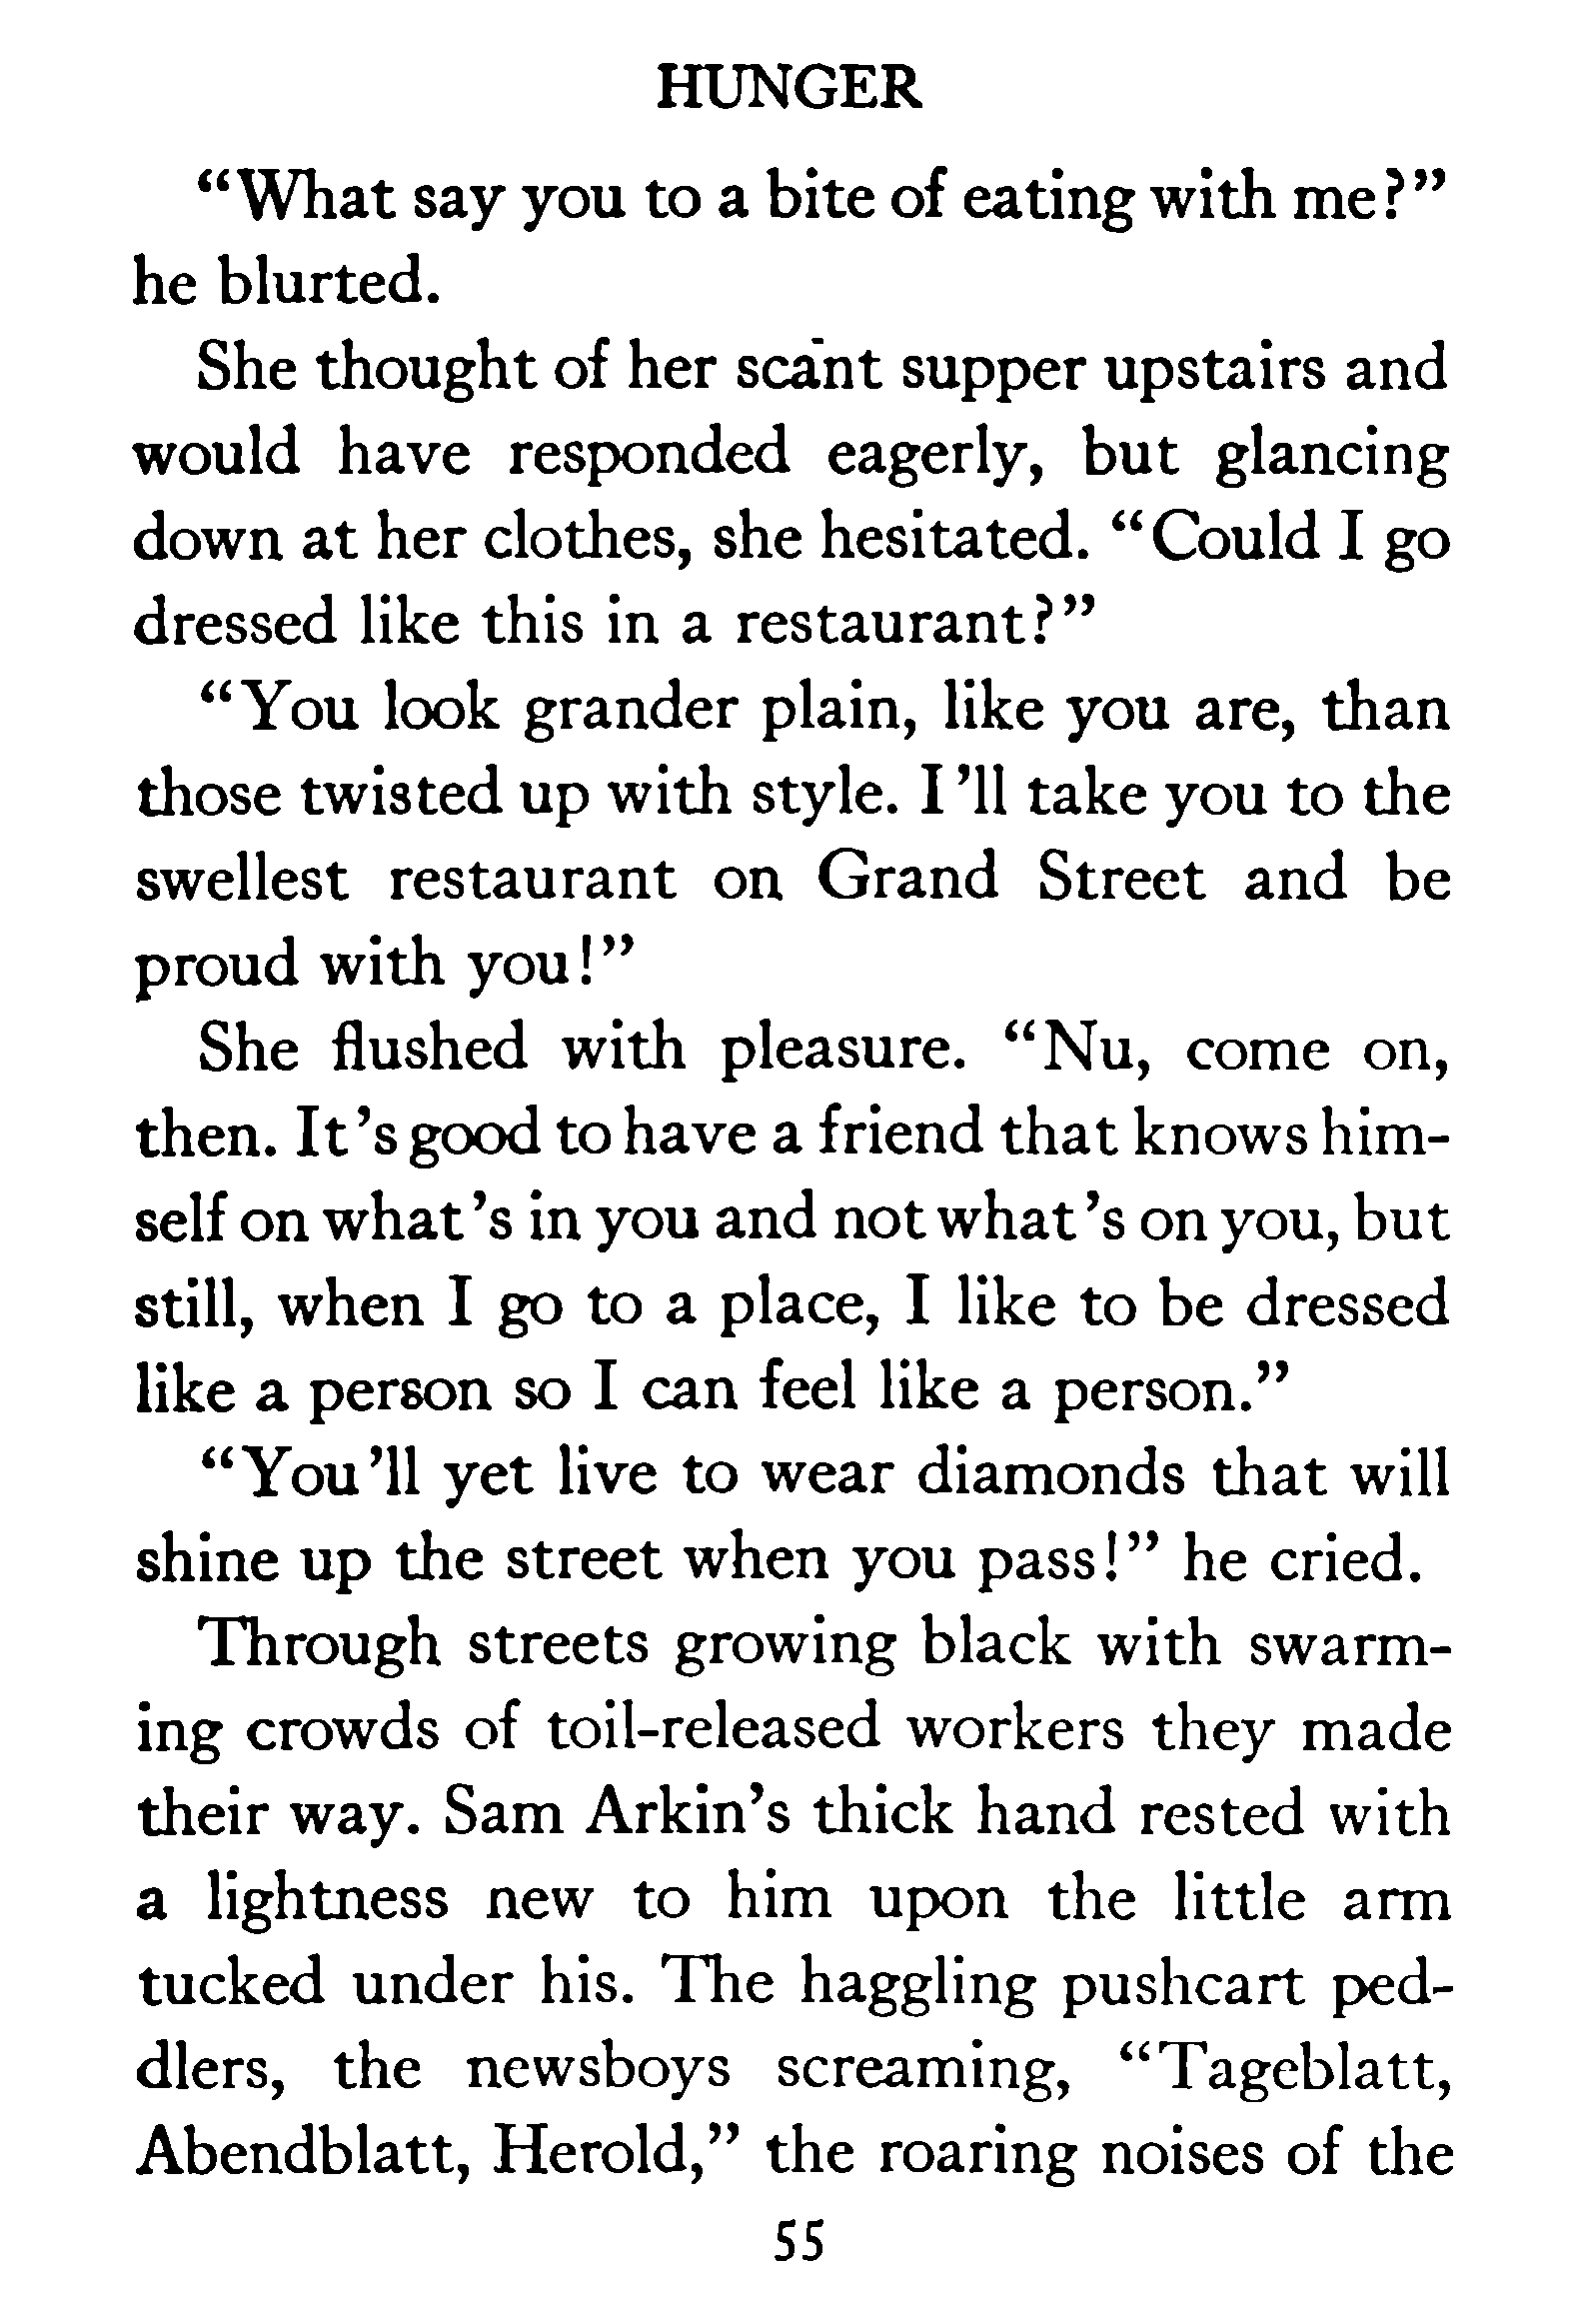 HUNGER
“What say you to a bite of eating with me?”
he blurted.
She thought of her scant supper upstairs and
would have responded eagerly, but glancing
down at her clothes, she hesitated. “Could I go
dressed like this in a restaurant?”
“You look grander plain, like you are, than
those twisted up with style. I’ll take you to the
swellest restaurant on Grand Street and be
proud with you!”
She flushed with pleasure. “Nu, come on,
then. It’s good to have a friend that knows him-
self on what’s in you and not what’s on you, but
still, when I go to a place, I like to be dressed
like a person so I can feel like a person.”
“You’ll yet live to wear diamonds that will
shine up the street when you pass!” he cried.
Through streets growing black with swarm-
ing crowds of toil-released workers they made
their way. Sam Arkin’s thick hand rested with
a lightness new to him upon the little arm
tucked under his. The haggling pushcart ped-
dlers, the newsboys screaming, “Tageblatt,
Abendblatt, Herold,” the roaring noises of the
55